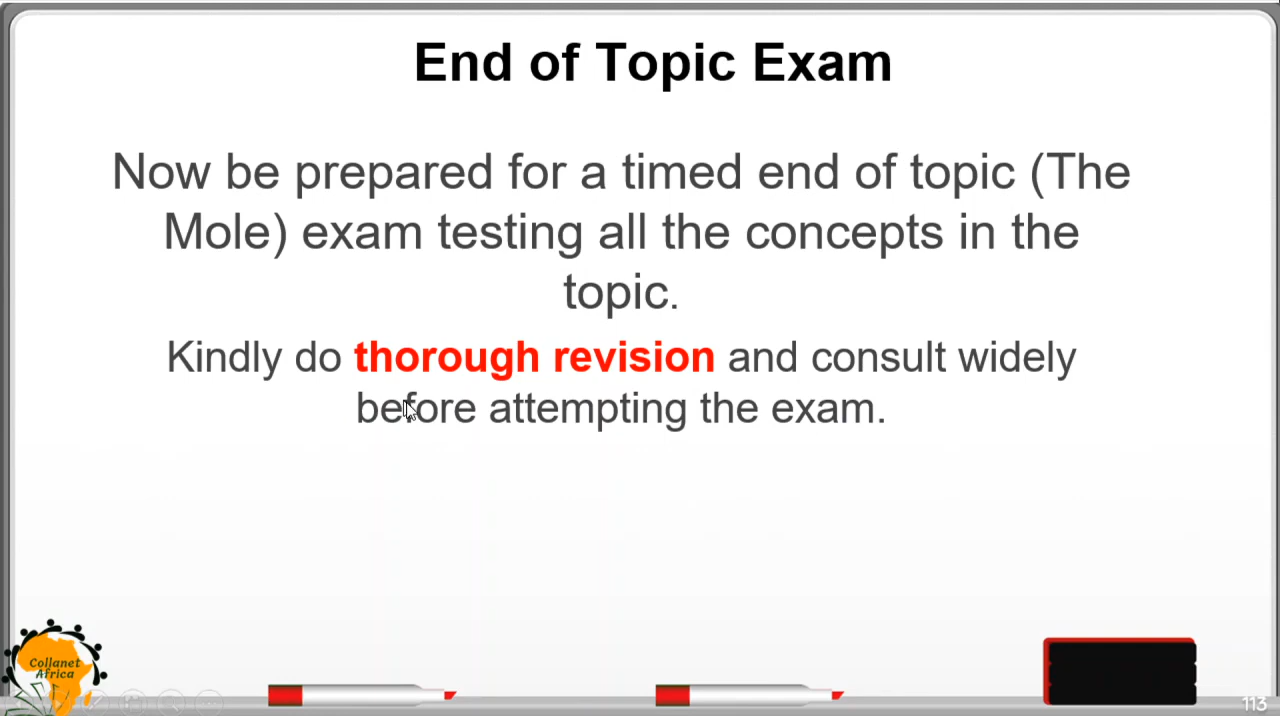 End of Topic Exam
Now be prepared for a timed end of topic (The
Mole) exam testing all the concepts in the
topic.
Kindly do thorough revision and consult widely
before attempting the exam.
Collanet
Africa
113